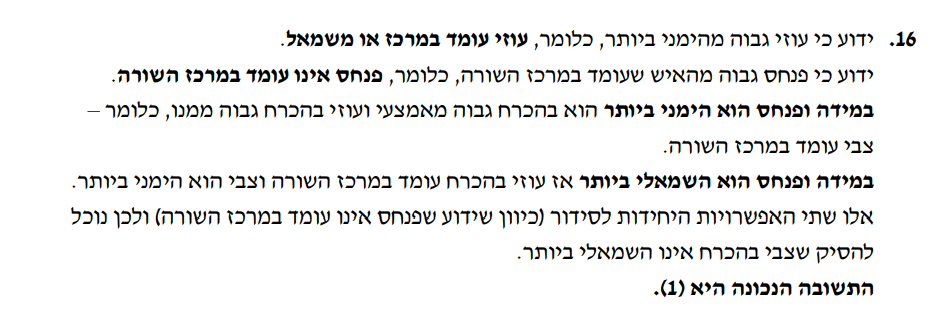 16. ידוע כי עוזי גבוה מהימני ביותר, כלומר, עוזי עומד במרכז או משמאל.
ידוע כי פנחס גבוה מהאיש שעומד במרכז השורה, כלומר, פנחס אינו עומד במרכז השורה.
במידה ופנחס הוא הימני ביותר הוא בהכרח גבוה מאמצעי ועוזי בהכרח גבוה ממנו, כלומר –
צבי עומד במרכז השורה.
במידה ופנחס הוא השמאלי ביותר אז עוזי בהכרח עומד במרכז השורה וצבי הוא הימני ביותר.
אלו שתי האפשרויות היחידות לסידור (כיוון שידוע שפנחס אינו עומד במרכז השורה) ולכן נוכל
להסיק שצבי בהכרח אינו השמאלי ביותר.
התשובה הנכונה היא (1).